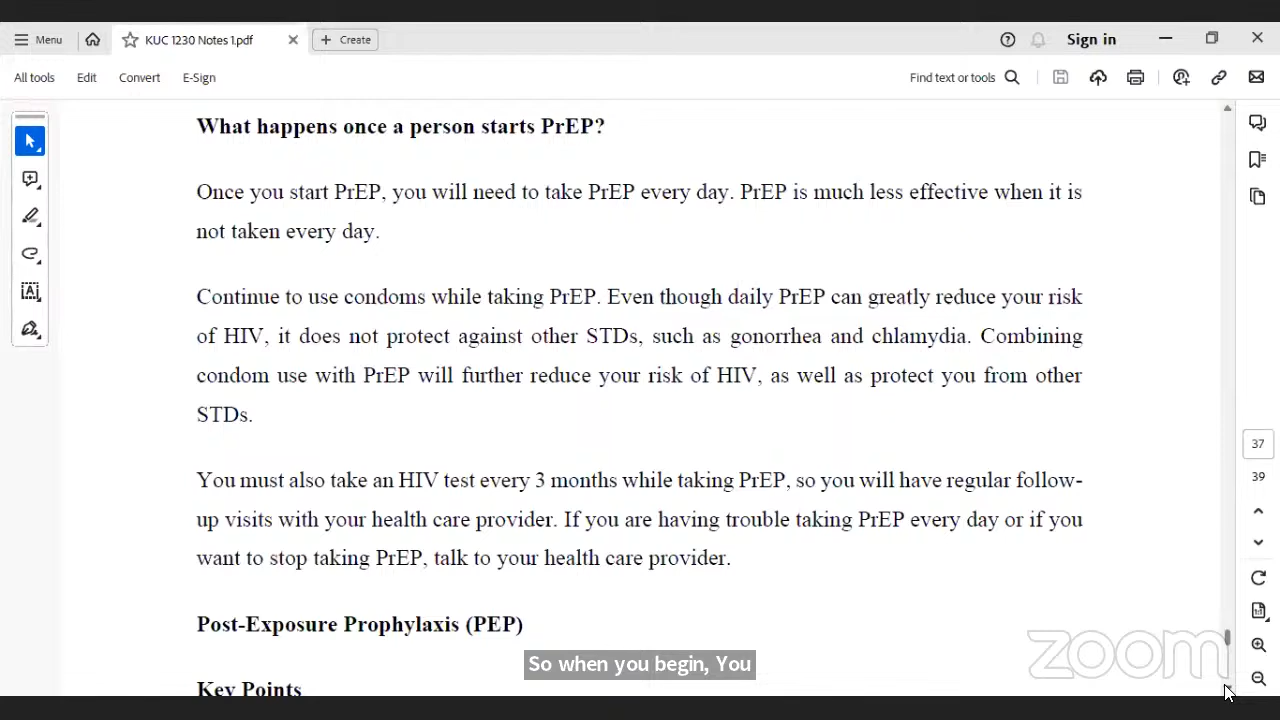 Menu
KUC 1230 Notes 1.pdf
Create
Sign in
All tools
Edit
Convert
E-Sign
Find text or tools
What happens once a person starts PrEP?
Once you start PrEP, you will need to take PrEP every day. PrEP is much less effective when it is
not taken every day.
Continue to use condoms while taking PrEP. Even though daily PrEP can greatly reduce your risk
of HIV, it does not protect against other STDs, such as gonorrhea and chlamydia. Combining
condom use with PrEP will further reduce your risk of HIV, as well as protect you from other
STDs.
You must also take an HIV test every 3 months while taking PrEP, so you will have regular follow-
up visits with your health care provider. If you are having trouble taking PrEP every day or if you
want to stop taking PrEP, talk to your health care provider.
Post-Exposure Prophylaxis (PEP)
Key Points
37
39
zoom
So when you begin, You